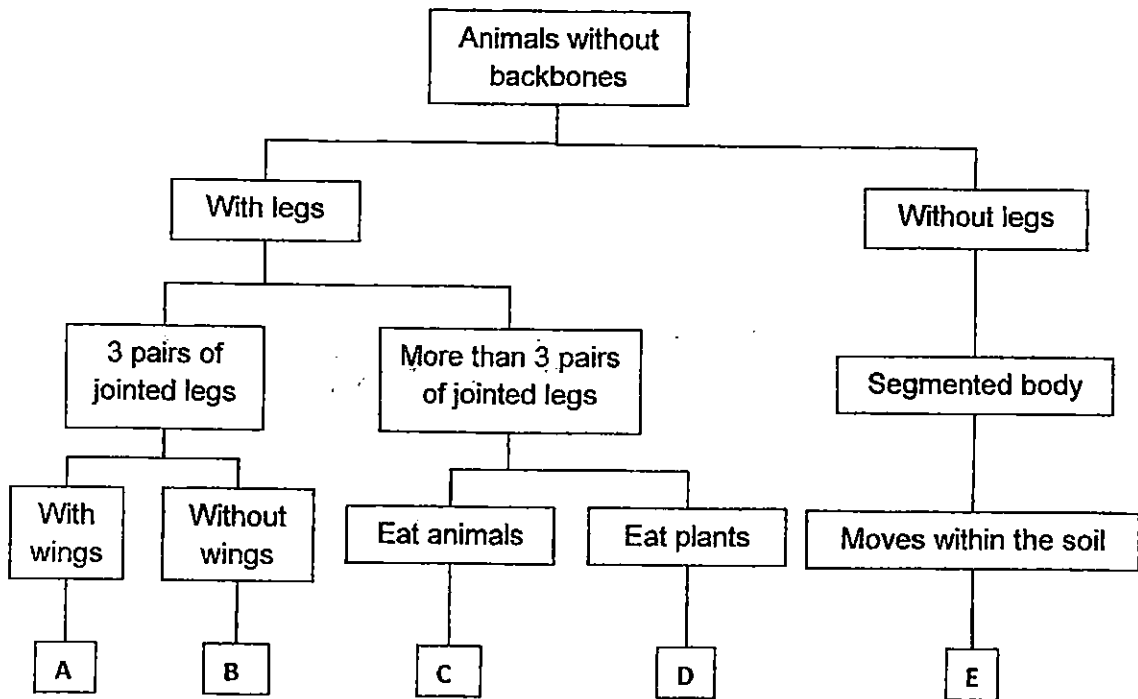 Animals without
backbones
With legs
Without legs
3 pairs of
jointed legs
More than 3 pairs
of jointed legs
Segmented body
With
wings
Without
wings
Eat animals
Eat plants
Moves within the soil
A
B
C
D
E